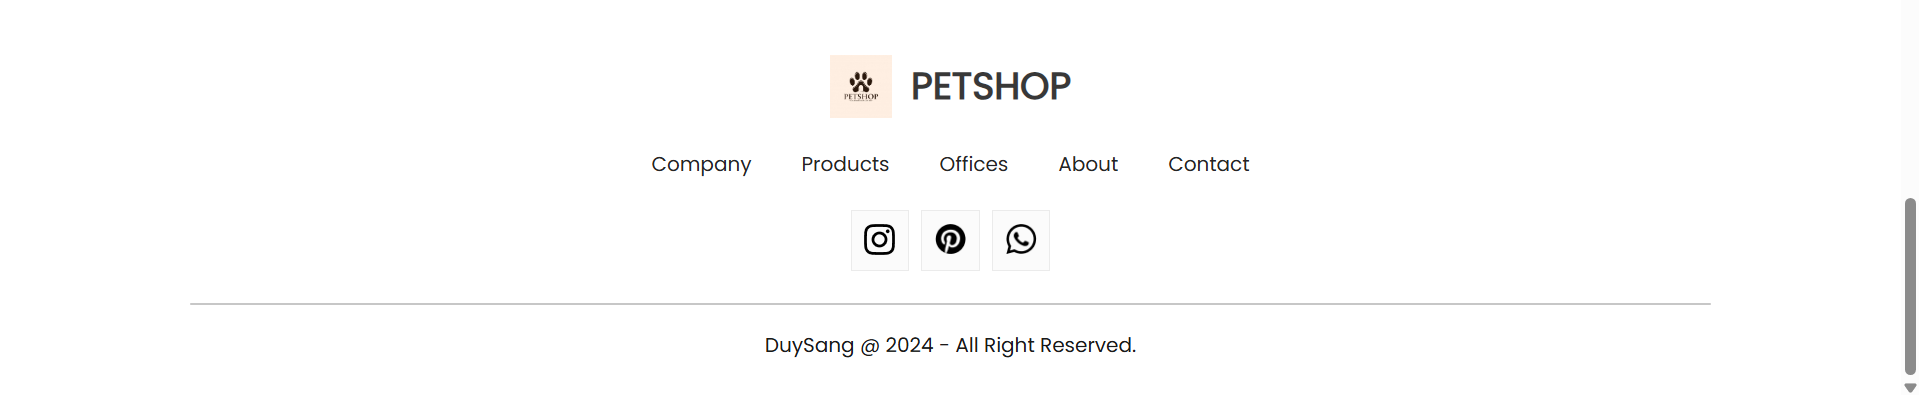 PETSHOP
PETSHOP
Company Products Offices About Contact
DuySang @ 2024 - All Right Reserved.